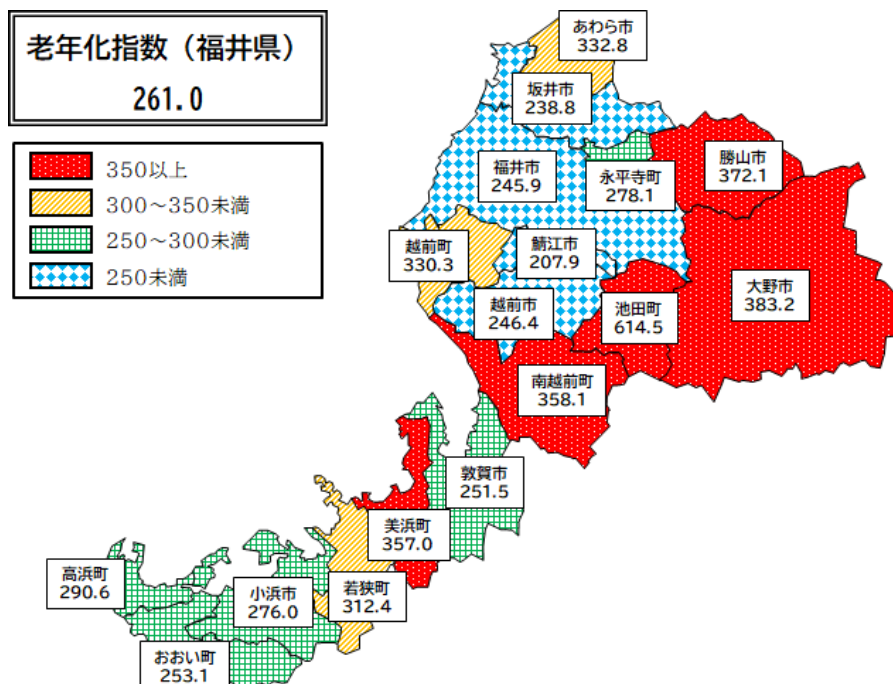 老年化指数（福井県）
261.0
350以上
300～350未満
250～300未満
250未満
あわら市
332.8
坂井市
238.8
福井市
245.9
永平寺町
278.1
勝山市
372.1
越前町
330.3
鯖江市
207.9
大野市
383.2
越前市
246.4
池田町
614.5
南越前町
358.1
敦賀市
251.5
美浜町
357.0
高浜町
290.6
小浜市
276.0
若狭町
312.4
おおい町
253.1